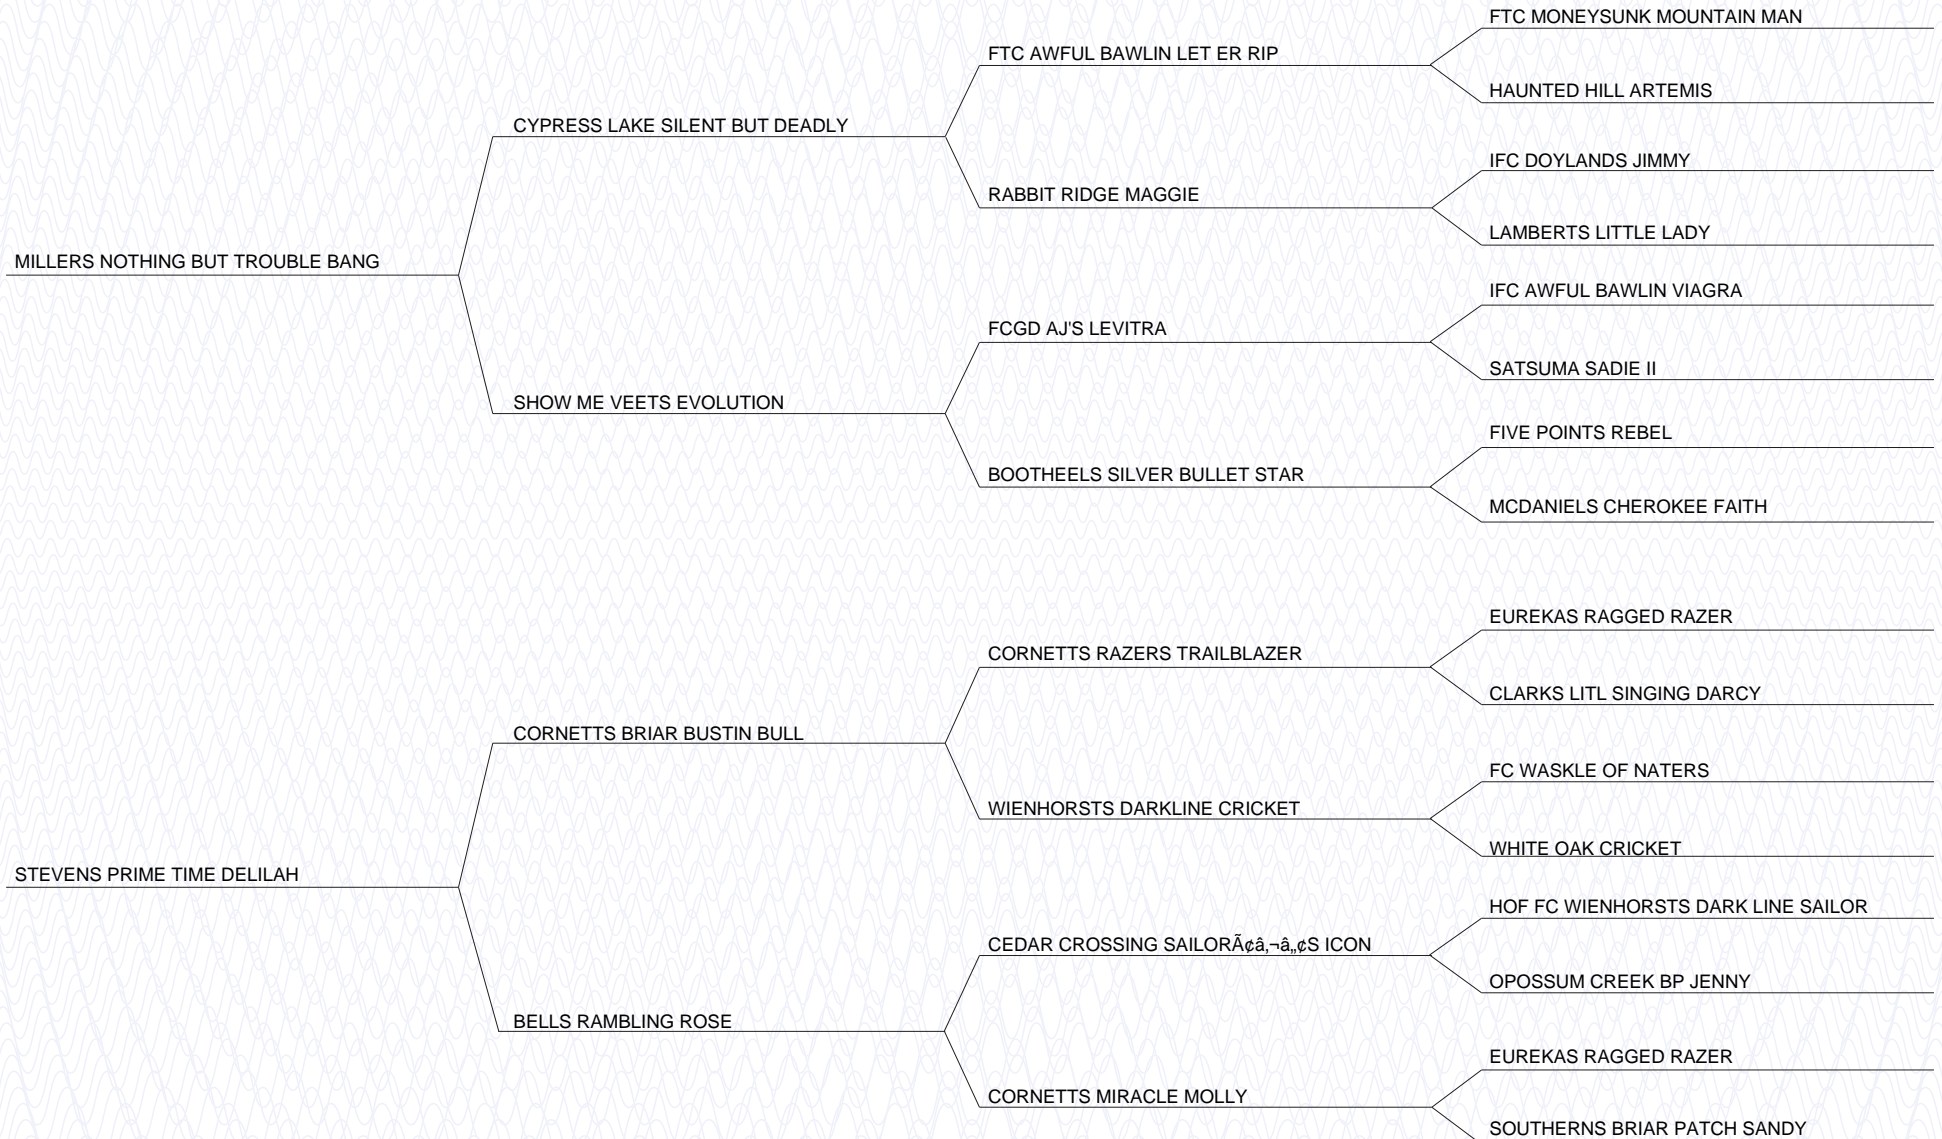 FTC MONEYSUNK MOUNTAIN MAN
FTC AWFUL BAWLIN LET ER RIP
HAUNTED HILL ARTEMIS
CYPRESS LAKE SILENT BUT DEADLY
IFC DOYLANDS JIMMY
RABBIT RIDGE MAGGIE
LAMBERTS LITTLE LADY
MILLERS NOTHING BUT TROUBLE BANG
IFC AWFUL BAWLIN VIAGRA
FCGD AJ'S LEVITRA
SATSUMA SADIE II
SHOW ME VEETS EVOLUTION
FIVE POINTS REBEL
BOOTHEELS SILVER BULLET STAR
MCDANIELS CHEROKEE FAITH
EUREKAS RAGGED RAZER
CORNETTS RAZERS TRAILBLAZER
CLARKS LITL SINGING DARCY
CORNETTS BRIAR BUSTIN BULL
FC WASKLE OF NATERS
WIENHORSTS DARKLINE CRICKET
WHITE OAK CRICKET
STEVENS PRIME TIME DELILAH
HOF FC WIENHORSTS DARK LINE SAILOR
CEDAR CROSSING SAILORÃ¢â‚¬â„¢S ICON
OPOSSUM CREEK BP JENNY
BELLS RAMBLING ROSE
EUREKAS RAGGED RAZER
CORNETTS MIRACLE MOLLY
SOUTHERNS BRIAR PATCH SANDY